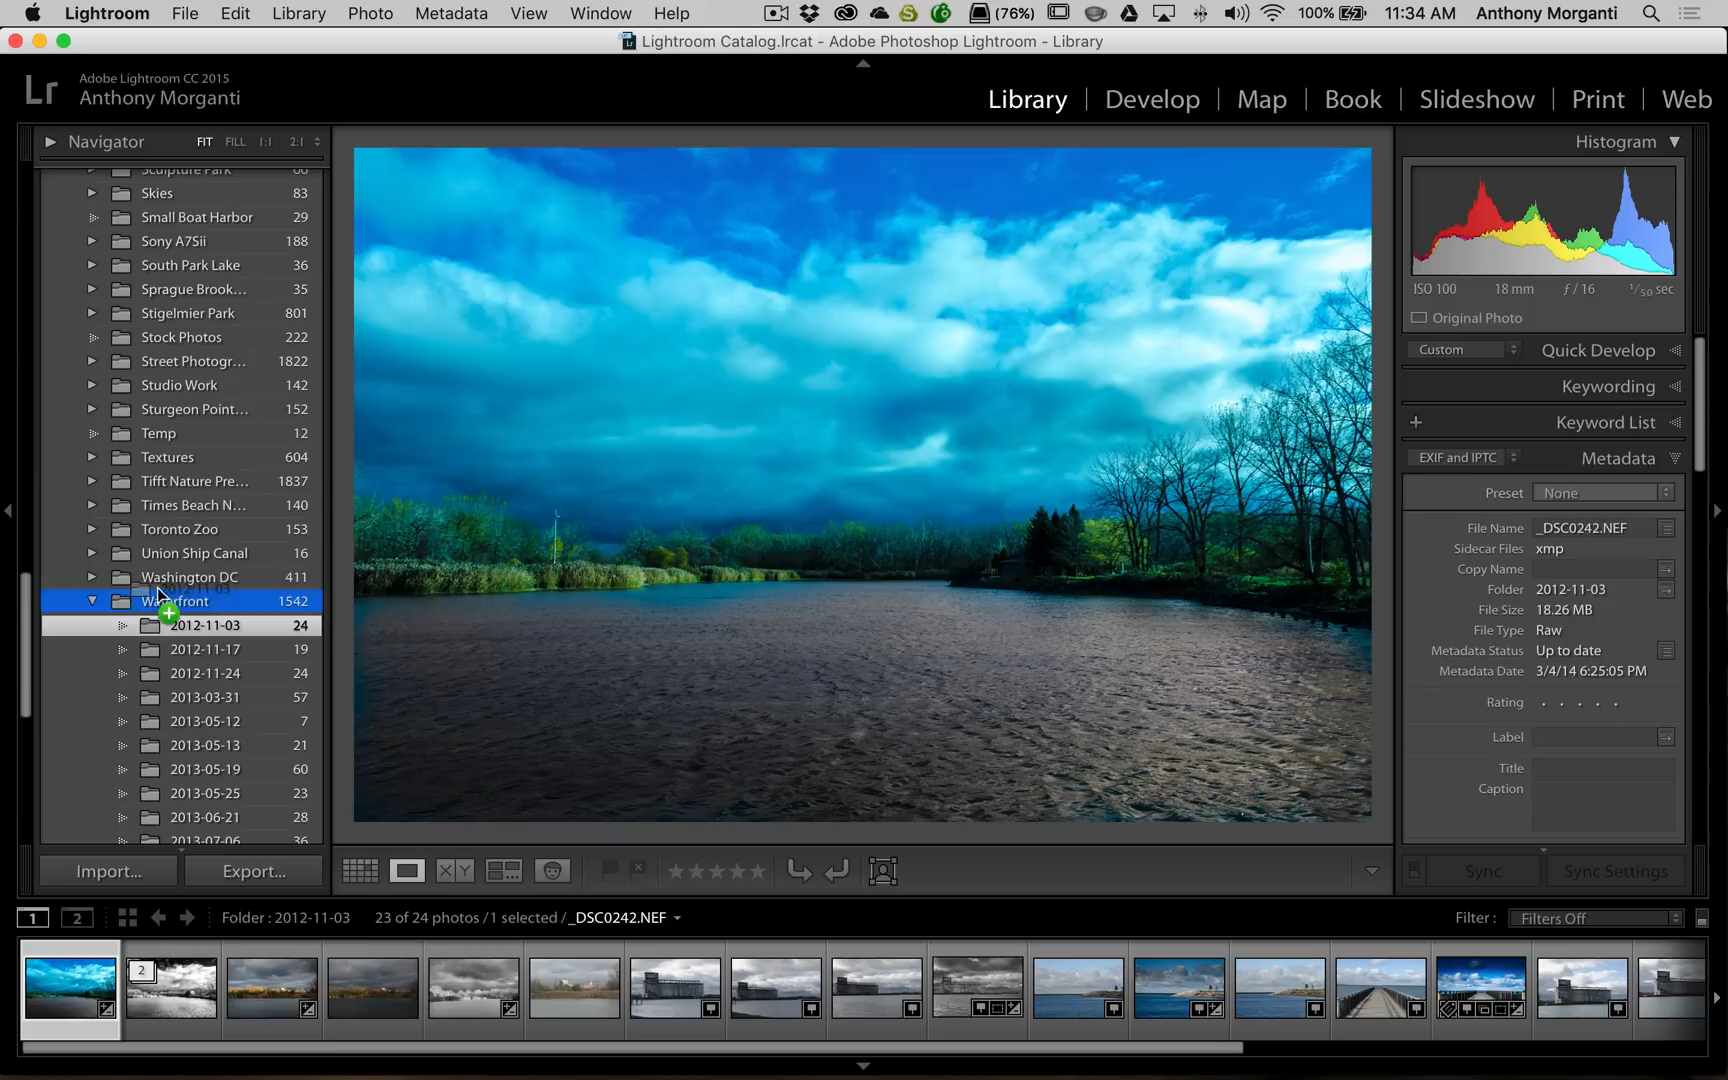 Lightroom File Edit Library Photo Metadata View Window Help (76%) 100% 11:34 AM Anthony Morganti
Lightroom Catalog.lrcat - Adobe Photoshop Lightroom - Library
Lr
Adobe Lightroom CC 2015
Anthony Morganti
Library | Develop | Map | Book | Slideshow | Print | Web
Navigator FIT FILL 1:1 2:1
Histogram
Sculpture Park 66
Skies 83
Small Boat Harbor 29
Sony A7Sii 188
South Park Lake 36
Sprague Brook... 35
Stigelmier Park 801
Stock Photos 222
Street Photogr... 1822
Studio Work 142
Sturgeon Point... 152
Temp 12
Textures 604
Tifft Nature Pre... 1837
Times Beach N... 140
Toronto Zoo 153
Union Ship Canal 16
Washington DC 411
2012-11-03
Waterfront 1542
2012-11-03 24
2012-11-17 19
2012-11-24 24
2013-03-31 57
2013-05-12 7
2013-05-13 21
2013-05-19 60
2013-05-25 23
2013-06-21 28
2013-07-06 36
Import... Export...
ISO 100 18 mm ƒ / 16 1/50 sec
Original Photo
Custom Quick Develop
Keywording
+ Keyword List
EXIF and IPTC Metadata
Preset None
File Name _DSC0242.NEF
Sidecar Files xmp
Copy Name
Folder 2012-11-03
File Size 18.26 MB
File Type Raw
Metadata Status Up to date
Metadata Date 3/4/14 6:25:05 PM
Rating . . . . .
Label
Title
Caption
Sync Sync Settings
X Y
1 2 Folder : 2012-11-03 23 of 24 photos / 1 selected / _DSC0242.NEF Filter : Filters Off
2